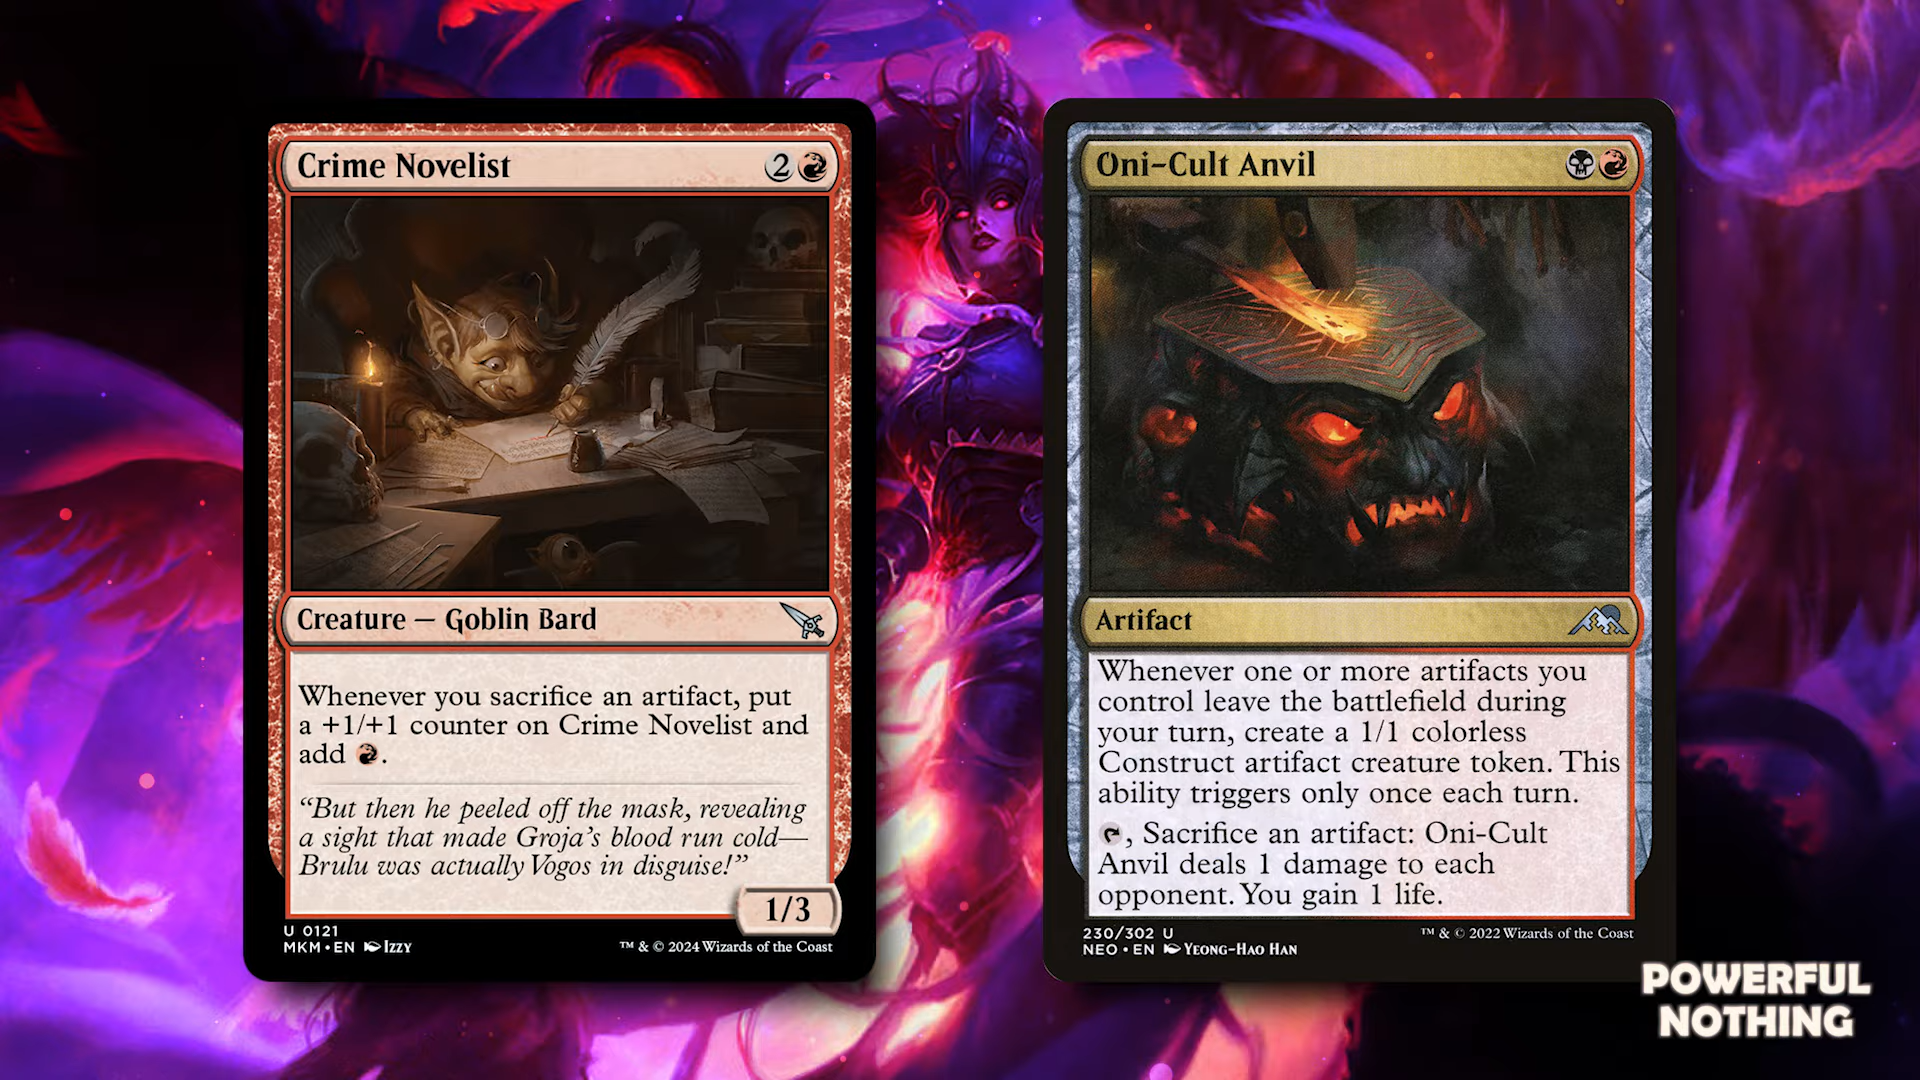 Crime Novelist 2
Creature — Goblin Bard
Whenever you sacrifice an artifact, put
a +1/+1 counter on Crime Novelist and
add .
“But then he peeled off the mask, revealing
a sight that made Groja’s blood run cold—
Brulu was actually Vogos in disguise!”
1/3
U 0121
MKM • EN Izzy
™ & © 2024 Wizards of the Coast
Oni-Cult Anvil
Artifact
Whenever one or more artifacts you
control leave the battlefield during
your turn, create a 1/1 colorless
Construct artifact creature token. This
ability triggers only once each turn.
, Sacrifice an artifact: Oni-Cult
Anvil deals 1 damage to each
opponent. You gain 1 life.
230/302 U
NEO • EN Yeong-Hao Han
™ & © 2022 Wizards of the Coast
POWERFUL
NOTHING